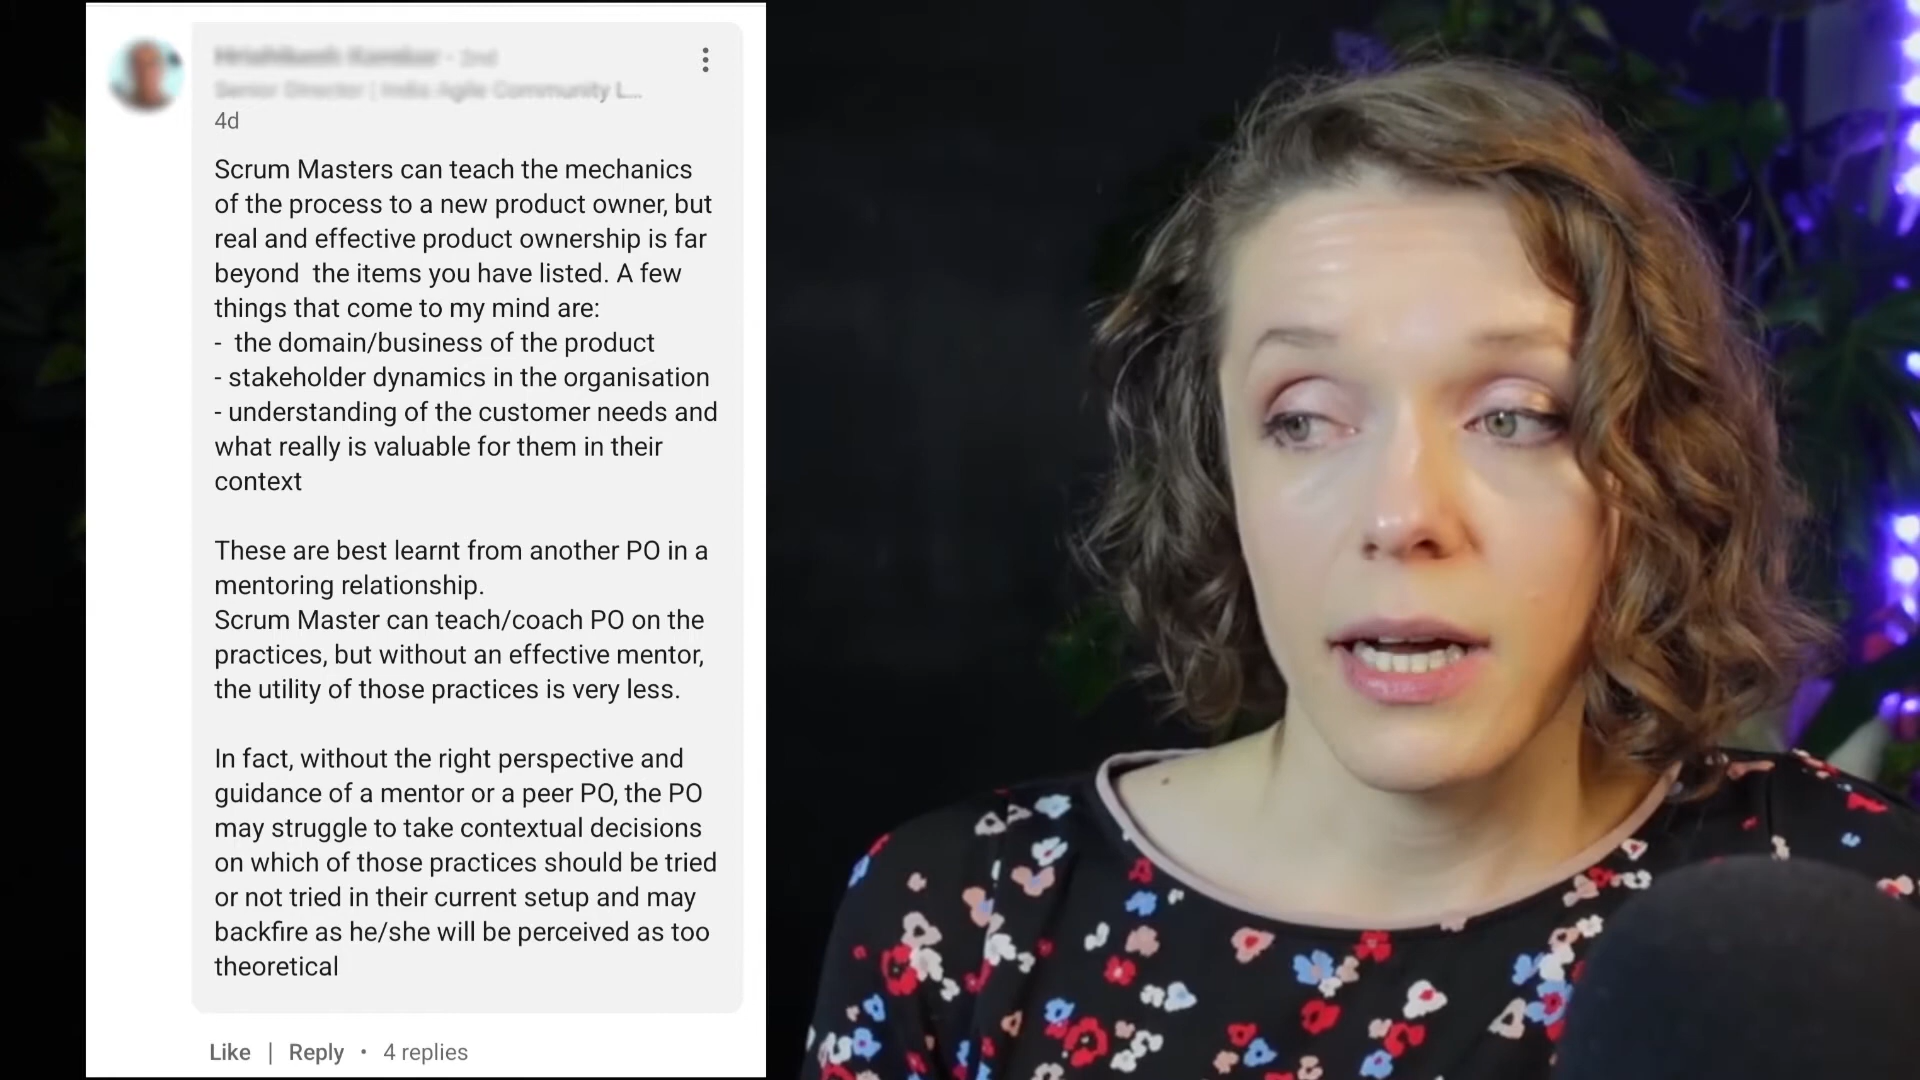 4d
Scrum Masters can teach the mechanics
of the process to a new product owner, but
real and effective product ownership is far
beyond  the items you have listed. A few
things that come to my mind are:
-  the domain/business of the product
- stakeholder dynamics in the organisation
- understanding of the customer needs and
what really is valuable for them in their
context
These are best learnt from another PO in a
mentoring relationship.
Scrum Master can teach/coach PO on the
practices, but without an effective mentor,
the utility of those practices is very less.
In fact, without the right perspective and
guidance of a mentor or a peer PO, the PO
may struggle to take contextual decisions
on which of those practices should be tried
or not tried in their current setup and may
backfire as he/she will be perceived as too
theoretical
Like | Reply • 4 replies